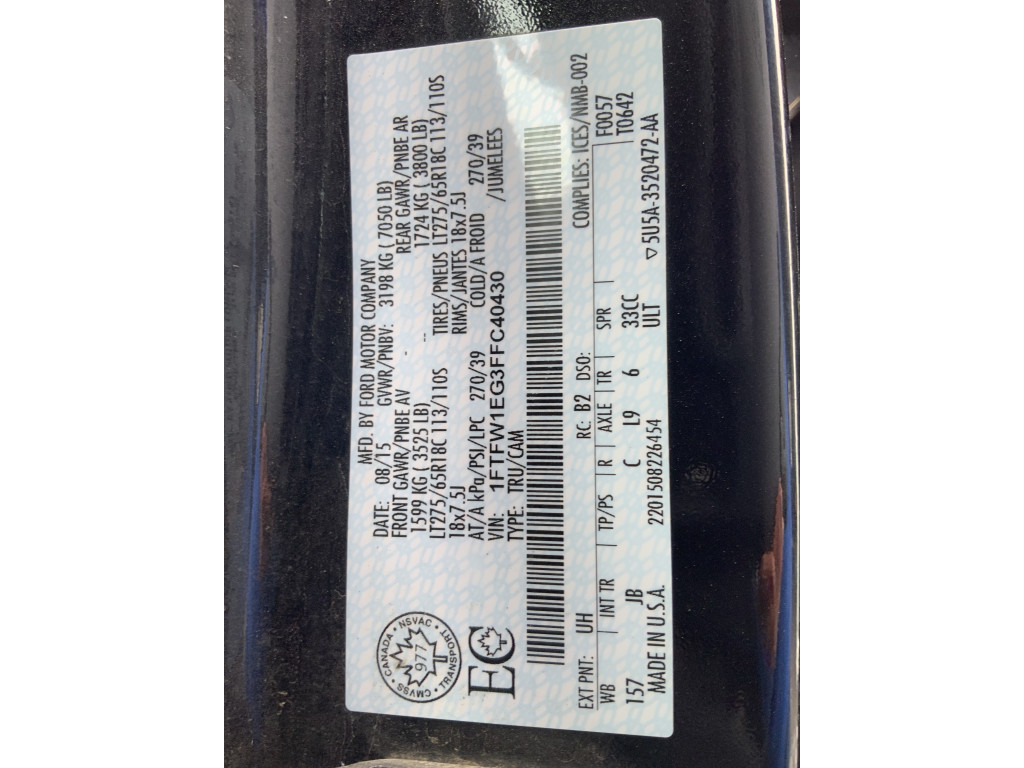 CMVSS • CANADA • NSVAC • TRANSPORT •
977
MFD. BY FORD MOTOR COMPANY
DATE: 08/15 GVWR/PNBV: 3198 KG ( 7050 LB)
FRONT GAWR/PNBE AV - REAR GAWR/PNBE AR
1599 KG ( 3525 LB) -- 1724 KG ( 3800 LB)
LT275/65R18C 113/110S TIRES/PNEUS LT275/65R18C 113/110S
18x7.5J RIMS/JANTES 18x7.5J
AT/A kPa/PSI/LPC 270/39 COLD/A FROID 270/39
VIN: 1FTFW1EG3FFC40430 /JUMELEES
TYPE: TRU/CAM
EC
COMPLIES: ICES/NMB-002
EXT PNT: UH RC: B2 DSO: F0057
WB INT TR TP/PS R AXLE TR SPR T0642
157 JB C L9 6 33CC
ULT
MADE IN U.S.A. 2201508226454 5U5A-3520472-AA